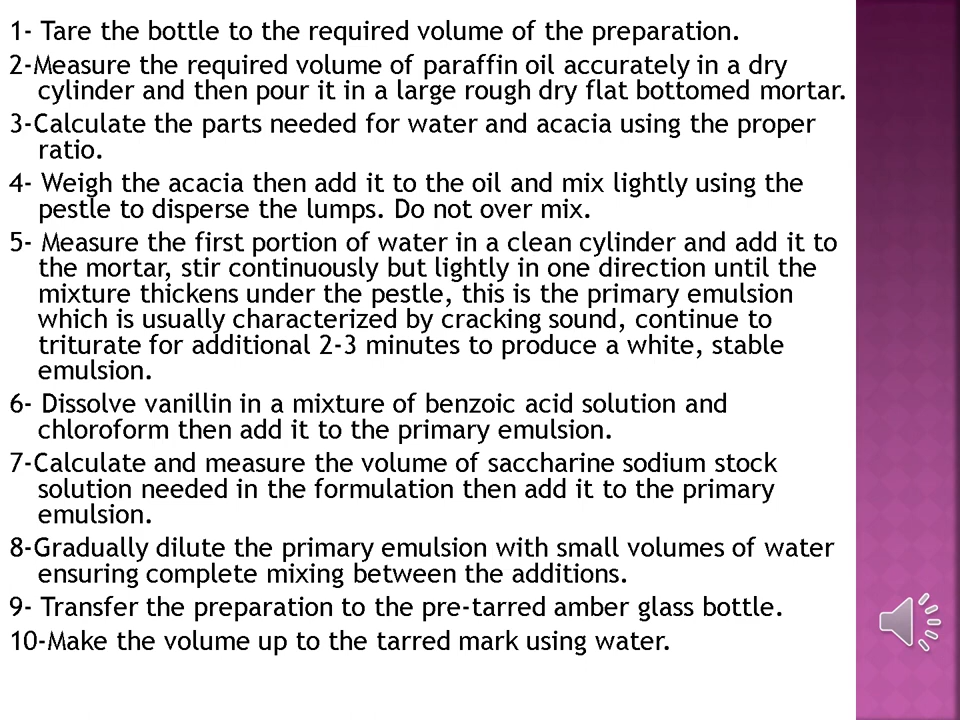 1- Tare the bottle to the required volume of the preparation.
2-Measure the required volume of paraffin oil accurately in a dry
cylinder and then pour it in a large rough dry flat bottomed mortar.
3-Calculate the parts needed for water and acacia using the proper
ratio.
4- Weigh the acacia then add it to the oil and mix lightly using the
pestle to disperse the lumps. Do not over mix.
5- Measure the first portion of water in a clean cylinder and add it to
the mortar, stir continuously but lightly in one direction until the
mixture thickens under the pestle, this is the primary emulsion
which is usually characterized by cracking sound, continue to
triturate for additional 2-3 minutes to produce a white, stable
emulsion.
6- Dissolve vanillin in a mixture of benzoic acid solution and
chloroform then add it to the primary emulsion.
7-Calculate and measure the volume of saccharine sodium stock
solution needed in the formulation then add it to the primary
emulsion.
8-Gradually dilute the primary emulsion with small volumes of water
ensuring complete mixing between the additions.
9- Transfer the preparation to the pre-tarred amber glass bottle.
10-Make the volume up to the tarred mark using water.